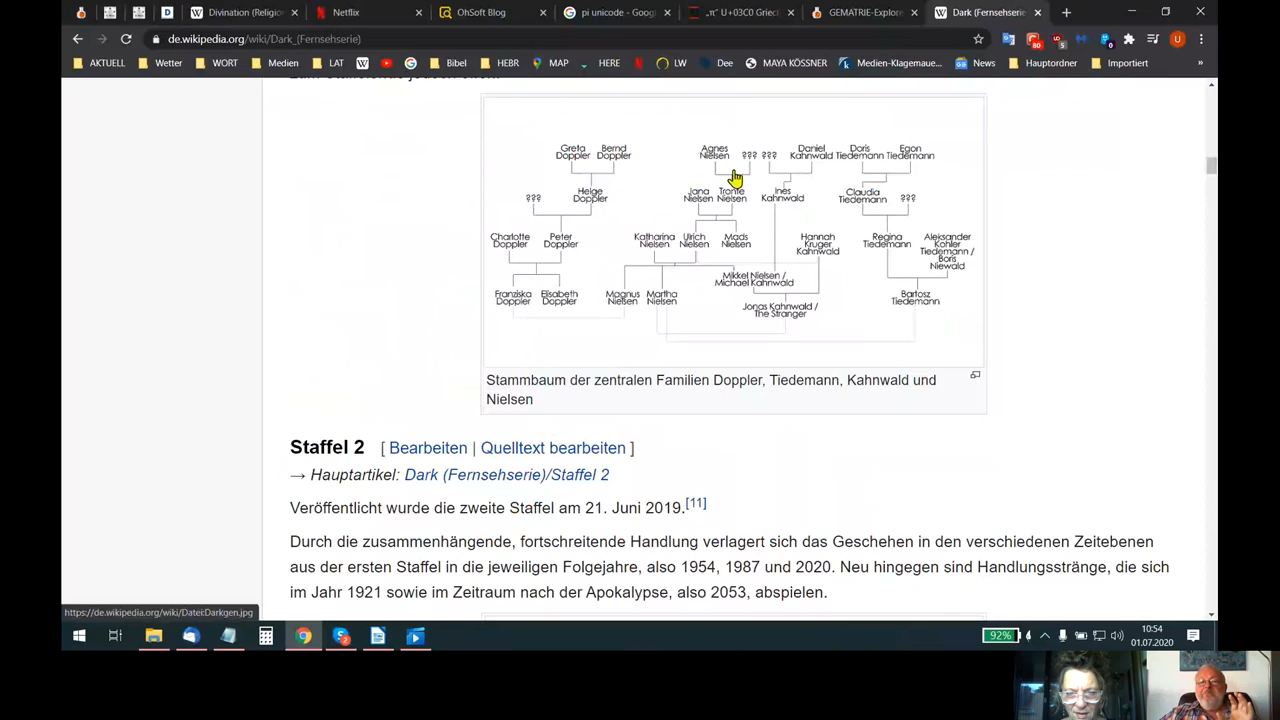 Divination (Religio
Netflix
OhSoft Blog
pi unicode - Goog
„π“ U+03C0 Griec
GEMATRIE-Explore
Dark (Fernsehserie
de.wikipedia.org/wiki/Dark_(Fernsehserie)
AKTUELL Wetter WORT Medien LAT Bibel HEBR MAP HERE LW Dee MAYA KÖSSNER Medien-Klagemaue... News Hauptordner Importiert »
Greta Doppler
Bernd Doppler
Agnes Nielsen
??? ???
Daniel Kahnwald
Doris Tiedemann
Egon Tiedemann
???
Helge Doppler
Jana Nielsen
Tronte Nielsen
Ines Kahnwald
Claudia Tiedemann
???
Charlotte Doppler
Peter Doppler
Katharina Nielsen
Ulrich Nielsen
Mads Nielsen
Hannah Kruger Kahnwald
Regina Tiedemann
Aleksander Kohler Tiedemann / Boris Niewald
Franziska Doppler
Elisabeth Doppler
Magnus Nielsen
Martha Nielsen
Mikkel Nielsen / Michael Kahnwald
Jonas Kahnwald / The Stranger
Bartosz Tiedemann
Stammbaum der zentralen Familien Doppler, Tiedemann, Kahnwald und
Nielsen
Staffel 2 [ Bearbeiten | Quelltext bearbeiten ]
→ Hauptartikel: Dark (Fernsehserie)/Staffel 2
Veröffentlicht wurde die zweite Staffel am 21. Juni 2019.[11]
Durch die zusammenhängende, fortschreitende Handlung verlagert sich das Geschehen in den verschiedenen Zeitebenen
aus der ersten Staffel in die jeweiligen Folgejahre, also 1954, 1987 und 2020. Neu hingegen sind Handlungsstränge, die sich
im Jahr 1921 sowie im Zeitraum nach der Apokalypse, also 2053, abspielen.
https://de.wikipedia.org/wiki/Datei:Darkgen.jpg
92%
10:54
01.07.2020